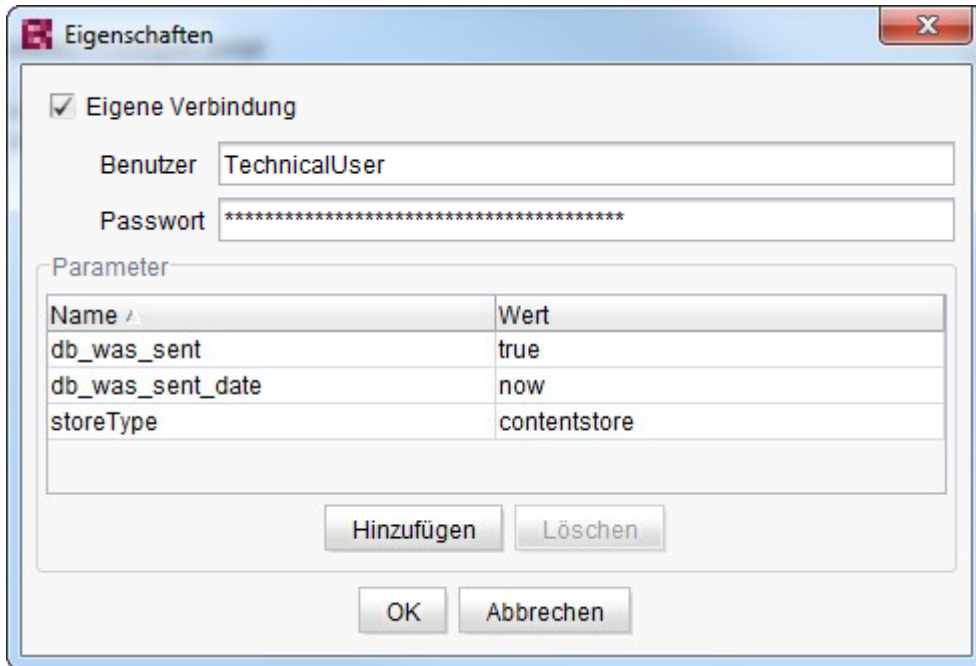 Eigenschaften
Eigene Verbindung
Benutzer TechnicalUser
Passwort ****************************************
Parameter
Name Wert
db_was_sent true
db_was_sent_date now
storeType contentstore
Hinzufügen Löschen
OK Abbrechen